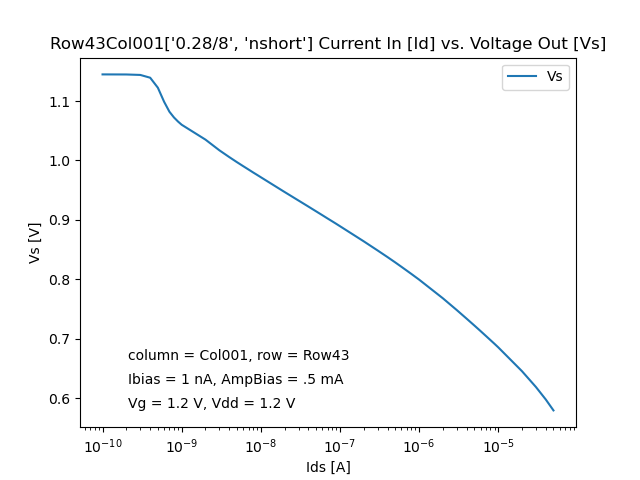 Row43Col001['0.28/8', 'nshort'] Current In [Id] vs. Voltage Out [Vs]
Vs
1.1
1.0
0.9
0.8
0.7
0.6
Vs [V]
column = Col001, row = Row43
Ibias = 1 nA, AmpBias = .5 mA
Vg = 1.2 V, Vdd = 1.2 V
10⁻¹⁰ 10⁻⁹ 10⁻⁸ 10⁻⁷ 10⁻⁶ 10⁻⁵
Ids [A]